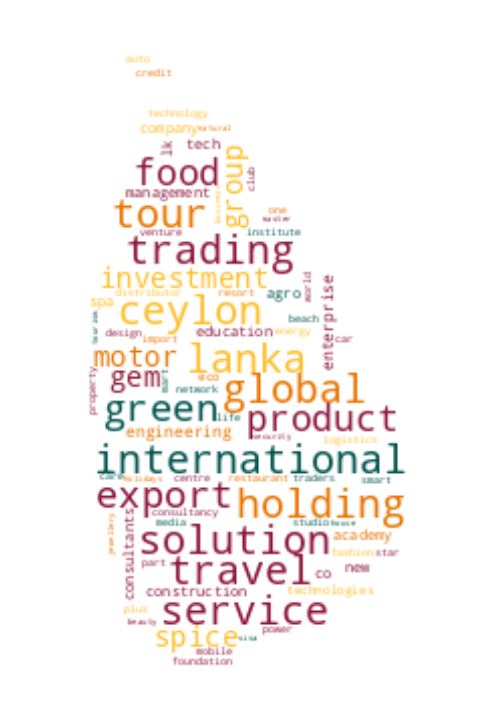 auto
credit
technology
company natural
lk tech
food group club
management business
tour one
master
venture institute
trading
investment world
distributor resort agro enterprise
spa ceylon
tourism beach
design education energy
import car
motor lanka
gem mart eco
property network global
green life product
engineering security logistics
international
care holidays centre restaurant traders smart
export holding
consultancy
jewellery consultants media studio house
solution academy
fashion star
part travel co new
construction technologies
plus service
beauty power
spice visa
mobile
foundation